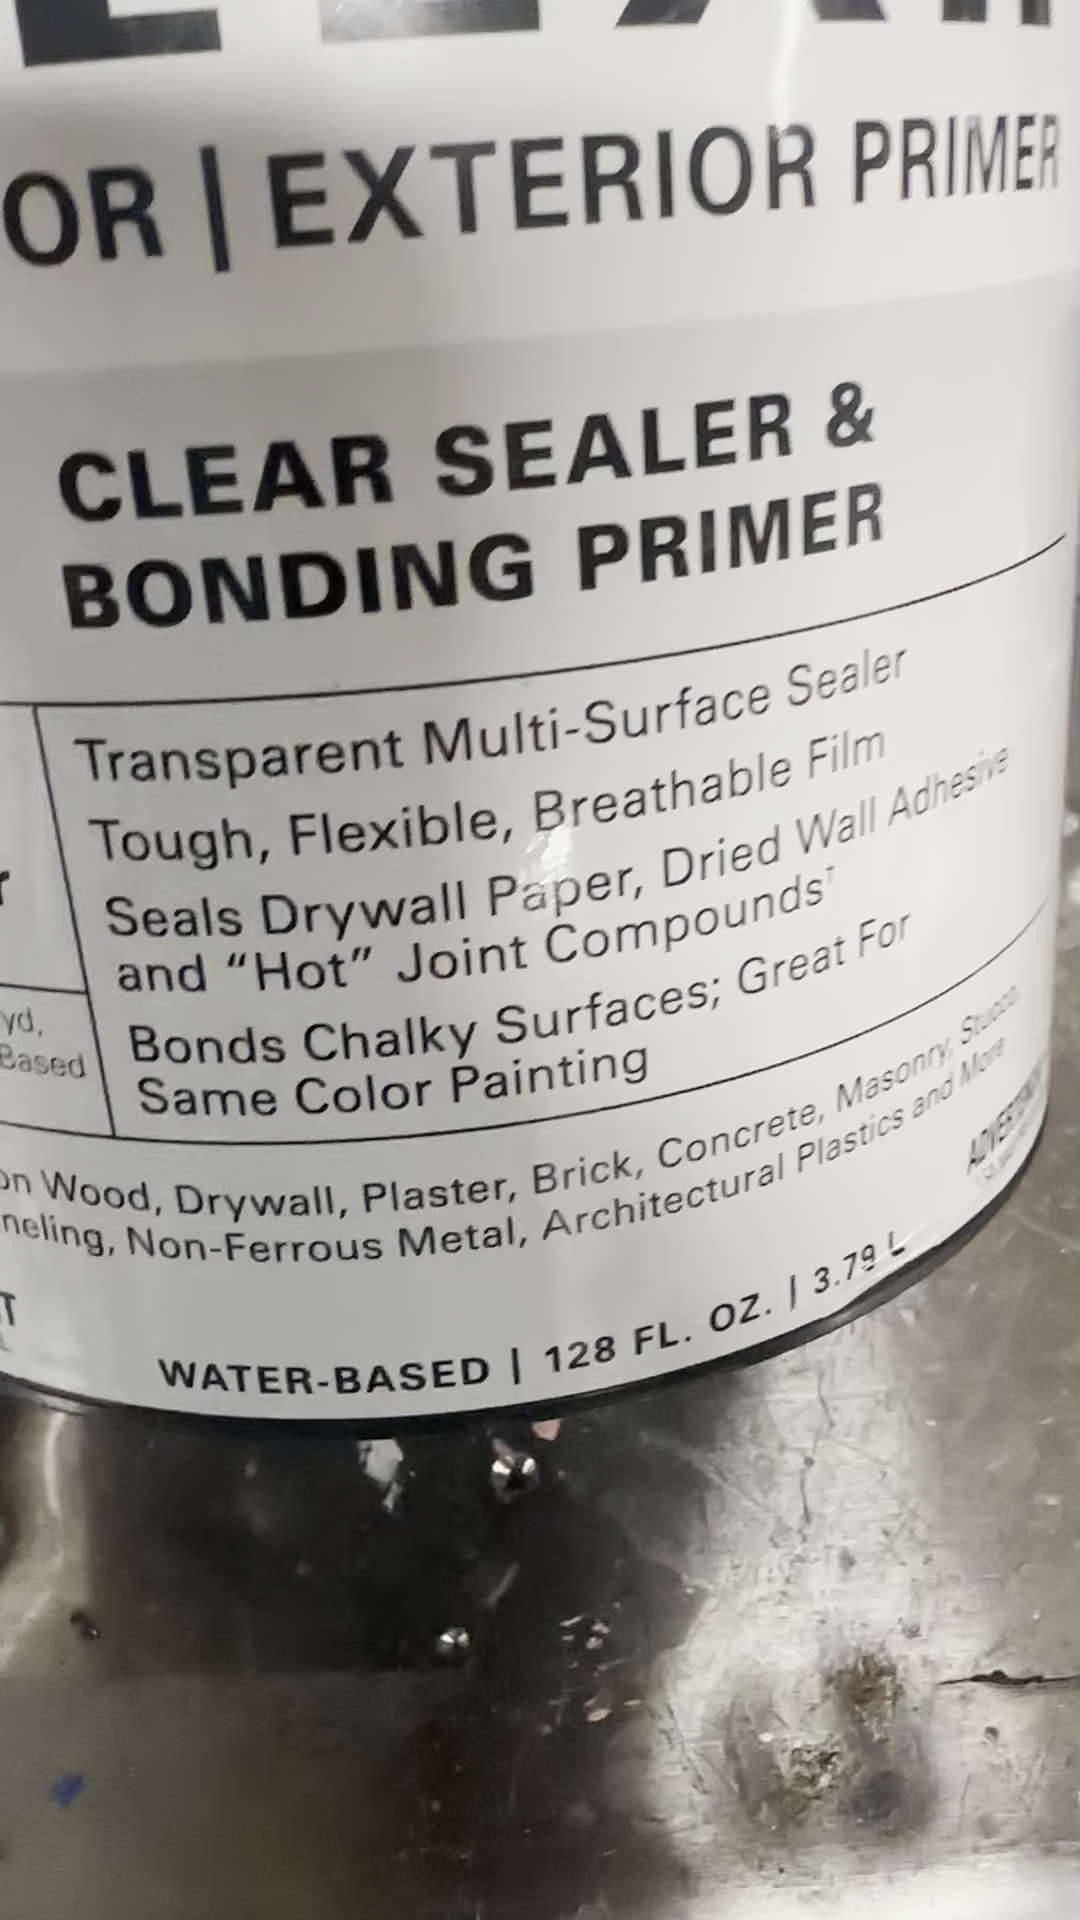 OR | EXTERIOR PRIMER
CLEAR SEALER &
BONDING PRIMER
Transparent Multi-Surface Sealer
Tough, Flexible, Breathable Film
Seals Drywall Paper, Dried Wall Adhesive
and “Hot” Joint Compounds†
Bonds Chalky Surfaces; Great For
Same Color Painting
yd,
Based
on Wood, Drywall, Plaster, Brick, Concrete, Masonry, Stucco,
neling, Non-Ferrous Metal, Architectural Plastics and More
WATER-BASED | 128 FL. OZ. | 3.79 L